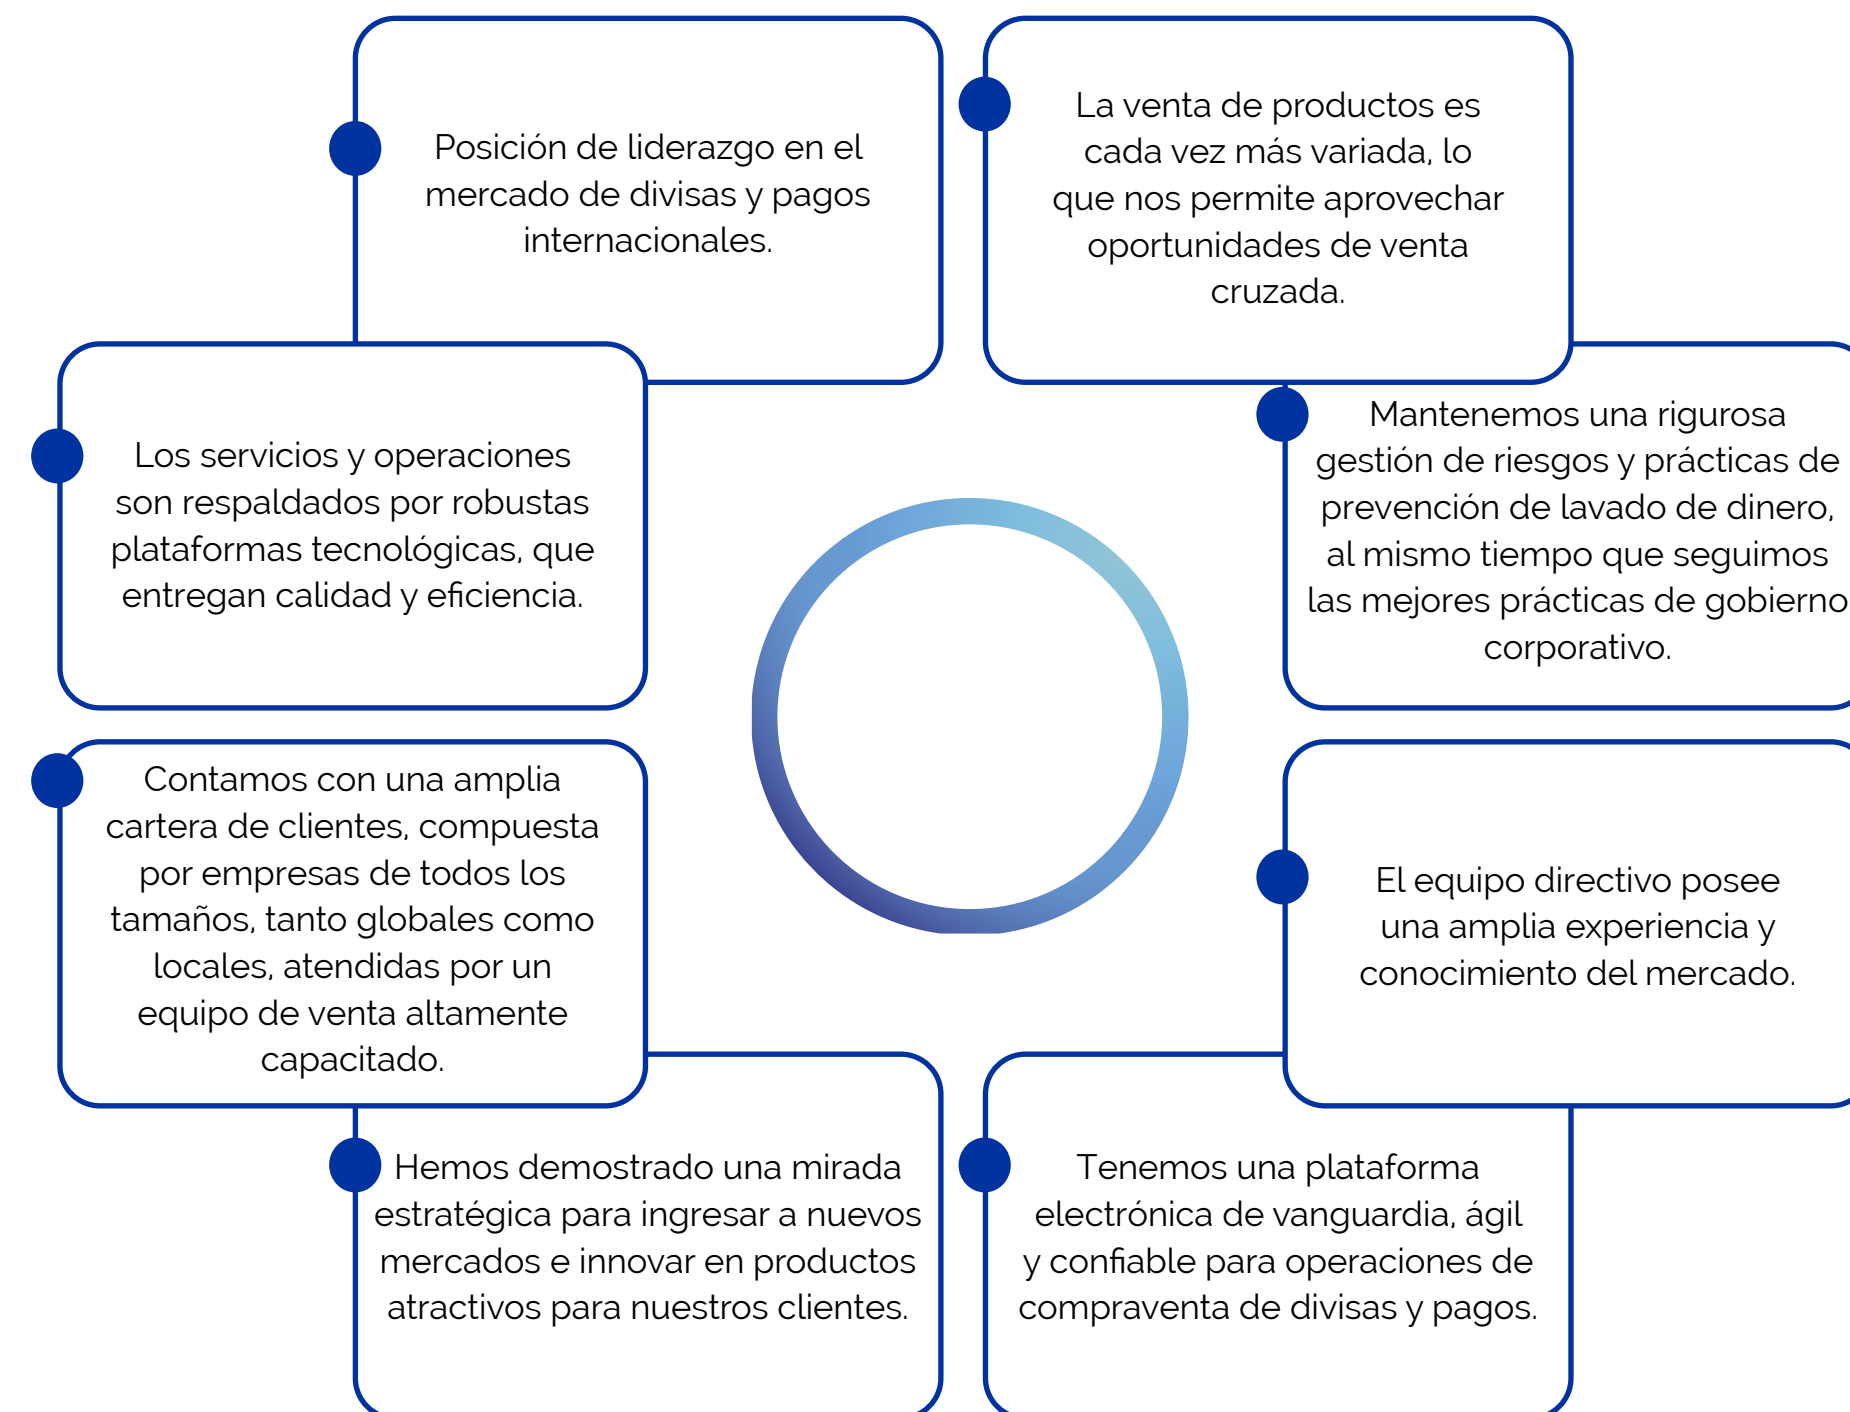 Posición de liderazgo en el
mercado de divisas y pagos
internacionales.
La venta de productos es
cada vez más variada, lo
que nos permite aprovechar
oportunidades de venta
cruzada.
Los servicios y operaciones
son respaldados por robustas
plataformas tecnológicas, que
entregan calidad y eficiencia.
Mantenemos una rigurosa
gestión de riesgos y prácticas de
prevención de lavado de dinero,
al mismo tiempo que seguimos
las mejores prácticas de gobierno
corporativo.
Contamos con una amplia
cartera de clientes, compuesta
por empresas de todos los
tamaños, tanto globales como
locales, atendidas por un
equipo de venta altamente
capacitado.
El equipo directivo posee
una amplia experiencia y
conocimiento del mercado.
Hemos demostrado una mirada
estratégica para ingresar a nuevos
mercados e innovar en productos
atractivos para nuestros clientes.
Tenemos una plataforma
electrónica de vanguardia, ágil
y confiable para operaciones de
compraventa de divisas y pagos.